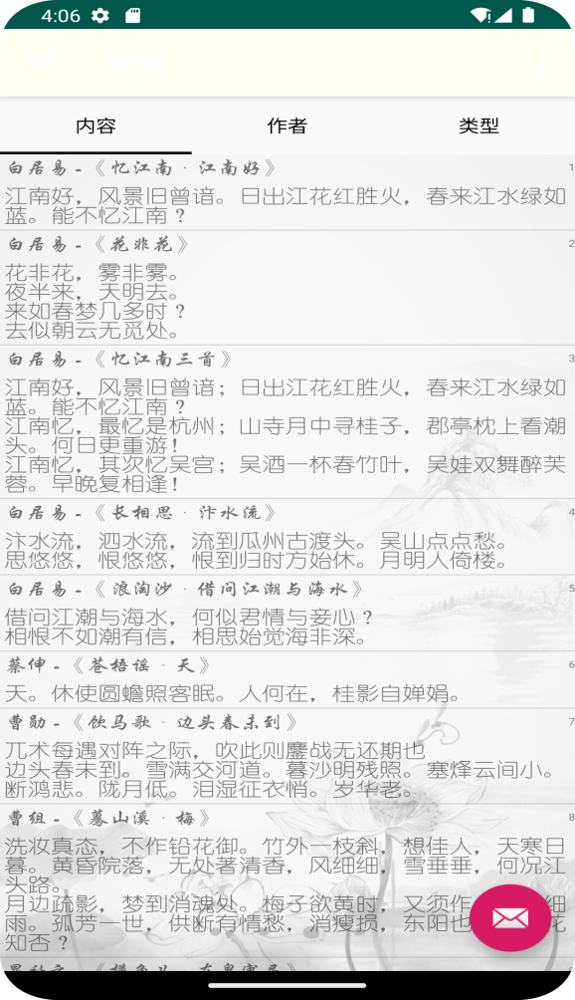 4:06
内容
作者
类型
白居易-《忆江南·江南好》 1
江南好，风景旧曾谙。日出江花红胜火，春来江水绿如
蓝。能不忆江南？
白居易-《花非花》 2
花非花，雾非雾。
夜半来，天明去。
来如春梦几多时？
去似朝云无觅处。
白居易-《忆江南三首》 3
江南好，风景旧曾谙；日出江花红胜火，春来江水绿如
蓝。能不忆江南？
江南忆，最忆是杭州；山寺月中寻桂子，郡亭枕上看潮
头。何日更重游！
江南忆，其次忆吴宫；吴酒一杯春竹叶，吴娃双舞醉芙
蓉。早晚复相逢！
白居易-《长相思·汴水流》 4
汴水流，泗水流，流到瓜州古渡头。吴山点点愁。
思悠悠，恨悠悠，恨到归时方始休。月明人倚楼。
白居易-《浪淘沙·借问江潮与海水》 5
借问江潮与海水，何似君情与妾心？
相恨不如潮有信，相思始觉海非深。
蔡伸-《苍梧谣·天》 6
天。休使圆蟾照客眠。人何在，桂影自婵娟。
曹勋-《饮马歌·边头春未到》 7
兀术每遇对阵之际，吹此则鏖战无还期也
边头春未到。雪满交河道。暮沙明残照。塞烽云间小。
断鸿悲。陇月低。泪湿征衣悄。岁华老。
曹组-《蓦山溪·梅》 8
洗妆真态，不作铅花御。竹外一枝斜，想佳人，天寒日
暮。黄昏院落，无处著清香，风细细，雪垂垂，何况江
头路。
月边疏影，梦到消魂处。梅子欲黄时，又须作 细
雨。孤芳一世，供断有情愁，消瘦损，东阳也 花
知否？